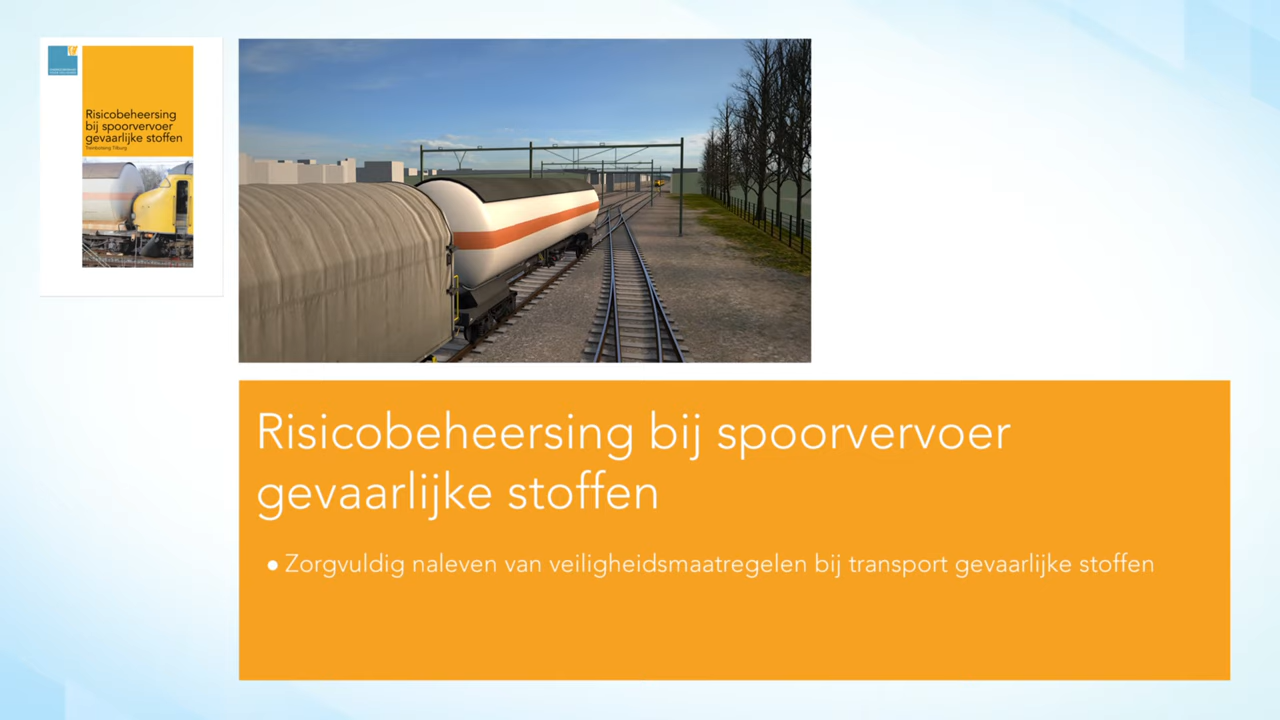 Risicobeheersing
bij spoorvervoer
gevaarlijke stoffen
Treinbotsing Tilburg
Risicobeheersing bij spoorvervoer
gevaarlijke stoffen
● Zorgvuldig naleven van veiligheidsmaatregelen bij transport gevaarlijke stoffen